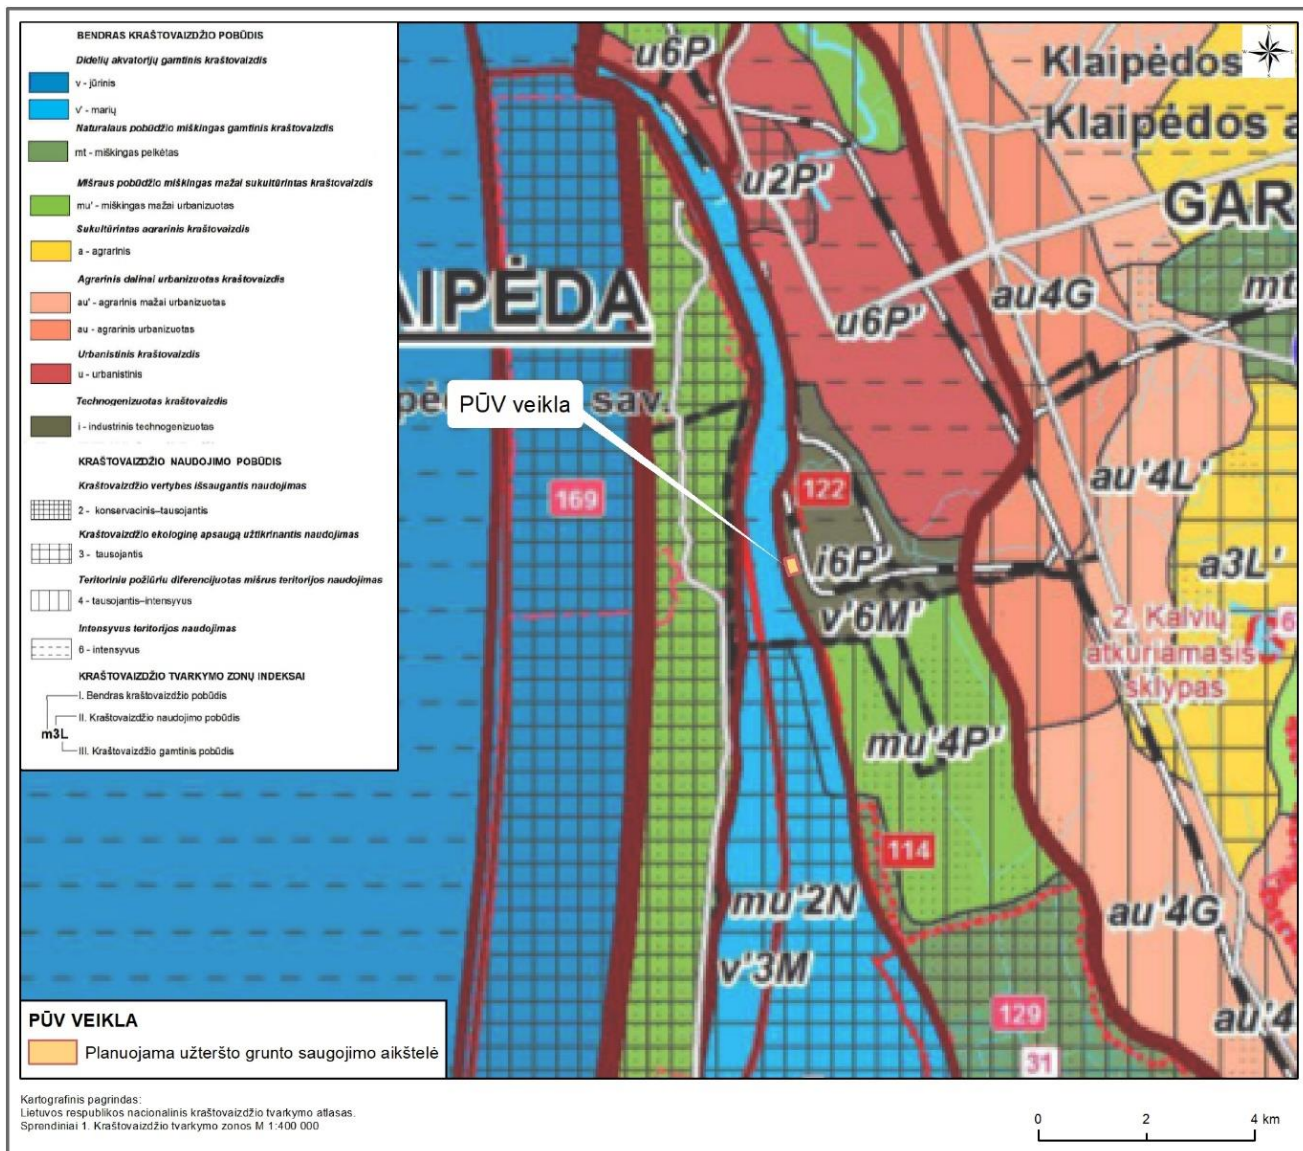 BENDRAS KRAŠTOVAIZDŽIO POBŪDIS
Didelių akvatorijų gamtinis kraštovaizdis
v - jūrinis
v' - marių
Natūralaus pobūdžio miškingas gamtinis kraštovaizdis
mt - miškingas pelkėtas
Mišraus pobūdžio miškingas mažai sukultūrintas kraštovaizdis
mu' - miškingas mažai urbanizuotas
Sukultūrintas agrarinis kraštovaizdis
a - agrarinis
Agrarinis dalinai urbanizuotas kraštovaizdis
au' - agrarinis mažai urbanizuotas
au - agrarinis urbanizuotas
Urbanistinis kraštovaizdis
u - urbanistinis
Technogenizuotas kraštovaizdis
i - industrinis technogenizuotas
KRAŠTOVAIZDŽIO NAUDOJIMO POBŪDIS
Kraštovaizdžio vertybes išsaugantis naudojimas
2 - konservacinis–tausojantis
Kraštovaizdžio ekologinę apsaugą užtikrinantis naudojimas
3 - tausojantis
Teritoriniu požiūriu diferencijuotas mišrus teritorijos naudojimas
4 - tausojantis–intensyvus
Intensyvus teritorijos naudojimas
6 - intensyvus
KRAŠTOVAIZDŽIO TVARKYMO ZONŲ INDEKSAI
I. Bendras kraštovaizdžio pobūdis
II. Kraštovaizdžio naudojimo pobūdis
m3L
III. Kraštovaizdžio gamtinis pobūdis
u6P
Klaipėdos
Klaipėdos a
u2P'
GAR
mt
AIPĖDA
au4G
u6P'
PŪV veikla
sav.
au'4L'
122
169
i6P'
a3L'
v'6M'
2. Kalvių
atkuriamasis
sklypas
6
mu'4P'
114
mu'2N
au'4G
v'3M
129
au'4
31
PŪV VEIKLA
Planuojama užteršto grunto saugojimo aikštelė
Kartografinis pagrindas:
Lietuvos respublikos nacionalinis kraštovaizdžio tvarkymo atlasas.
Sprendiniai 1. Kraštovaizdžio tvarkymo zonos M 1:400 000
0 2 4 km